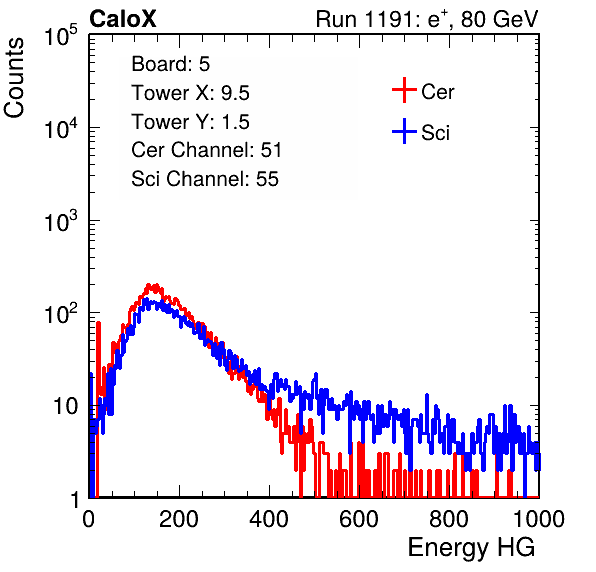 CaloX Run 1191: e⁺, 80 GeV
Counts
Board: 5
Tower X: 9.5
Tower Y: 1.5
Cer Channel: 51
Sci Channel: 55
Cer
Sci
10⁵
10⁴
10³
10²
10
1
0 200 400 600 800 1000
Energy HG